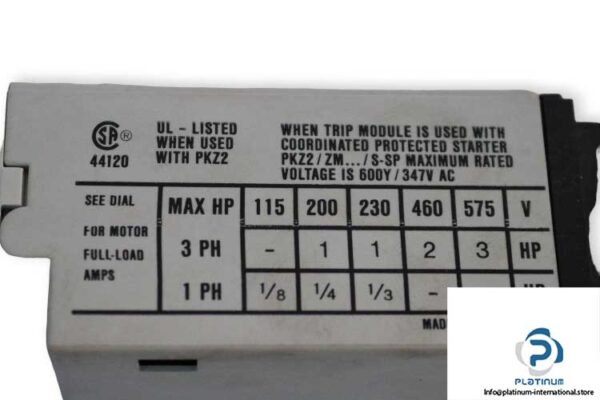 SA ®
44120
UL - LISTED
WHEN USED
WITH PKZ2
WHEN TRIP MODULE IS USED WITH
COORDINATED PROTECTED STARTER
PKZ2 / ZM... / S-SP MAXIMUM RATED
VOLTAGE IS 600Y / 347V AC
SEE DIAL
FOR MOTOR
FULL-LOAD
AMPS
MAX HP 115 200 230 460 575 V
3 PH - 1 1 2 3 HP
1 PH 1/8 1/4 1/3 -
MAD
PLATINUM
Info@platinum-international.store